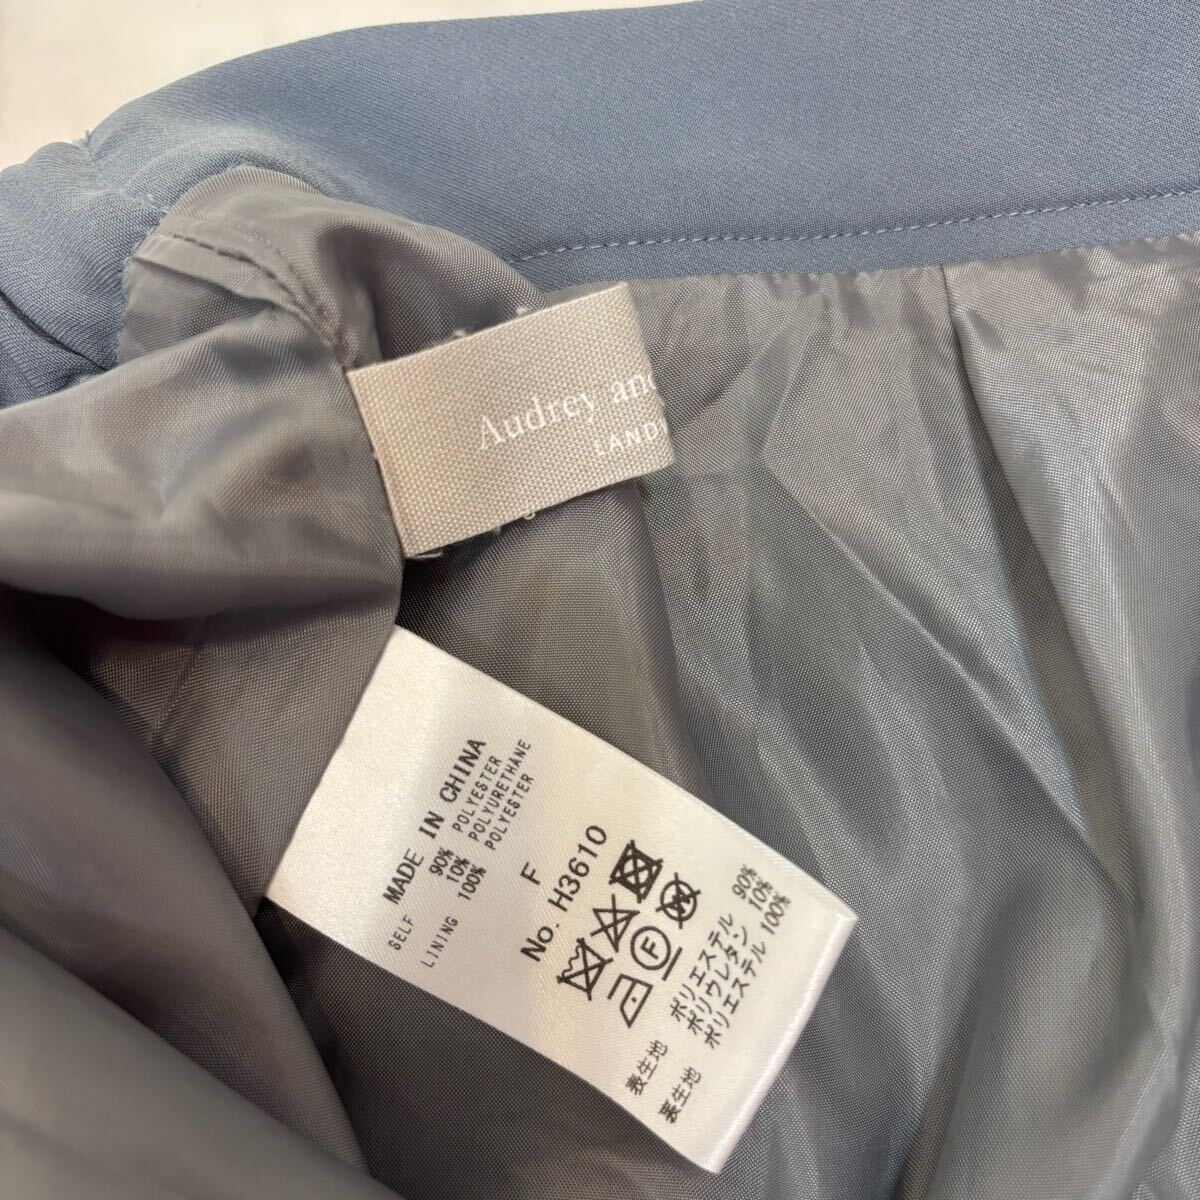 Audrey and
LAND
MADE IN CHINA
SELF 90% POLYESTER
10% POLYURETHANE
LINING 100% POLYESTER
F
No. H3610
F
表生地 ポリエステル 90%
ポリウレタン 10%
裏生地 ポリエステル 100%